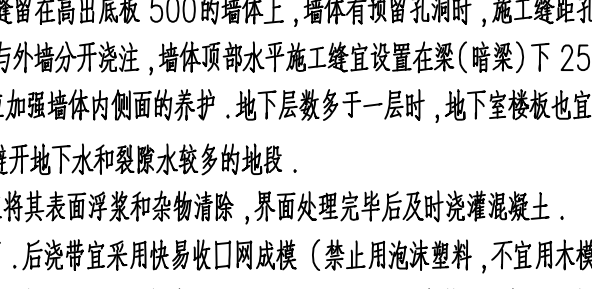 缝留在高出底板 500的墙体上 ,墙体有预留孔洞时 ,施工缝距孔
与外墙分开浇注 ,墙体顶部水平施工缝宜设置在梁(暗梁)下 25
加强墙体内侧面的养护 .地下层数多于一层时 ,地下室楼板也宜
避开地下水和裂隙水较多的地段 .
将其表面浮浆和杂物清除 ,界面处理完毕后及时浇灌混凝土 .
.后浇带宜采用快易收口网成模 (禁止用泡沫塑料 ,不宜用木模